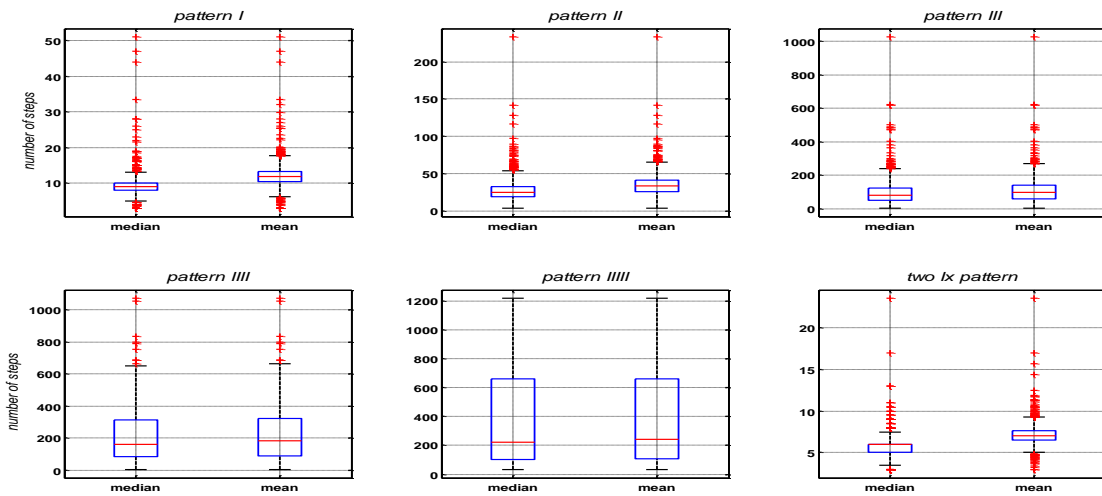 pattern I
pattern II
pattern III
number of steps
50
40
30
20
10
200
150
100
50
0
1000
800
600
400
200
0
median
mean
median
mean
median
mean
pattern IIII
pattern IIIII
two Ix pattern
number of steps
1000
800
600
400
200
0
1200
1000
800
600
400
200
0
20
15
10
5
median
mean
median
mean
median
mean